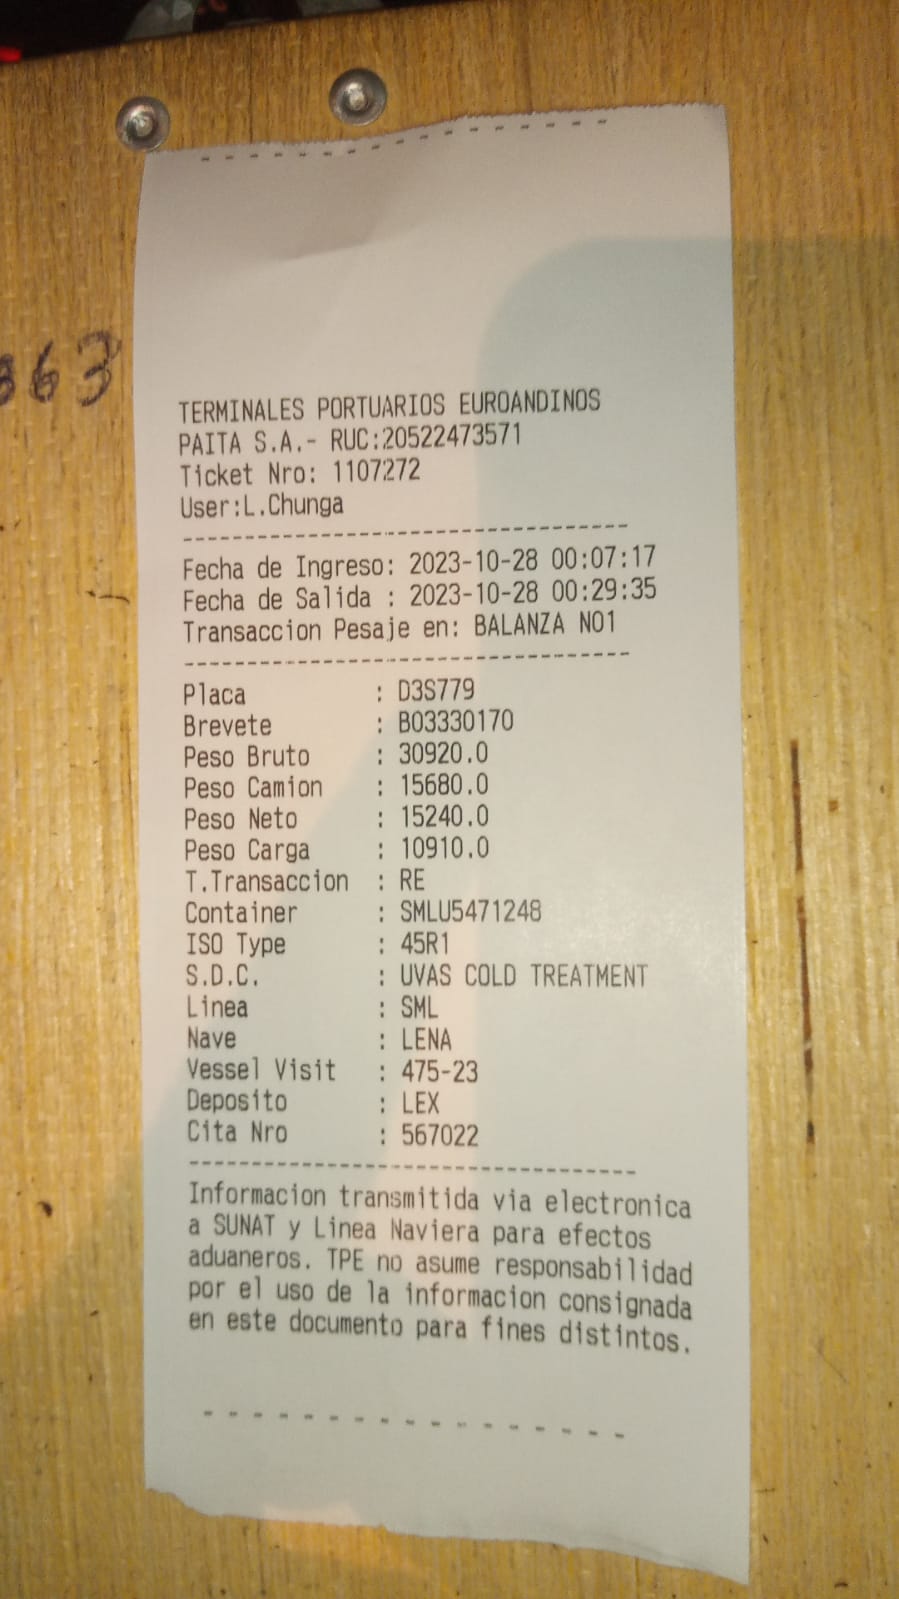 363
TERMINALES PORTUARIOS EUROANDINOS
PAITA S.A.- RUC:20522473571
Ticket Nro: 1107272
User:L.Chunga
Fecha de Ingreso: 2023-10-28 00:07:17
Fecha de Salida : 2023-10-28 00:29:35
Transaccion Pesaje en: BALANZA NO1
Placa : D3S779
Brevete : B03330170
Peso Bruto : 30920.0
Peso Camion : 15680.0
Peso Neto : 15240.0
Peso Carga : 10910.0
T.Transaccion : RE
Container : SMLU5471248
ISO Type : 45R1
S.D.C. : UVAS COLD TREATMENT
Linea : SML
Nave : LENA
Vessel Visit : 475-23
Deposito : LEX
Cita Nro : 567022
Informacion transmitida via electronica
a SUNAT y Linea Naviera para efectos
aduaneros. TPE no asume responsabilidad
por el uso de la informacion consignada
en este documento para fines distintos.